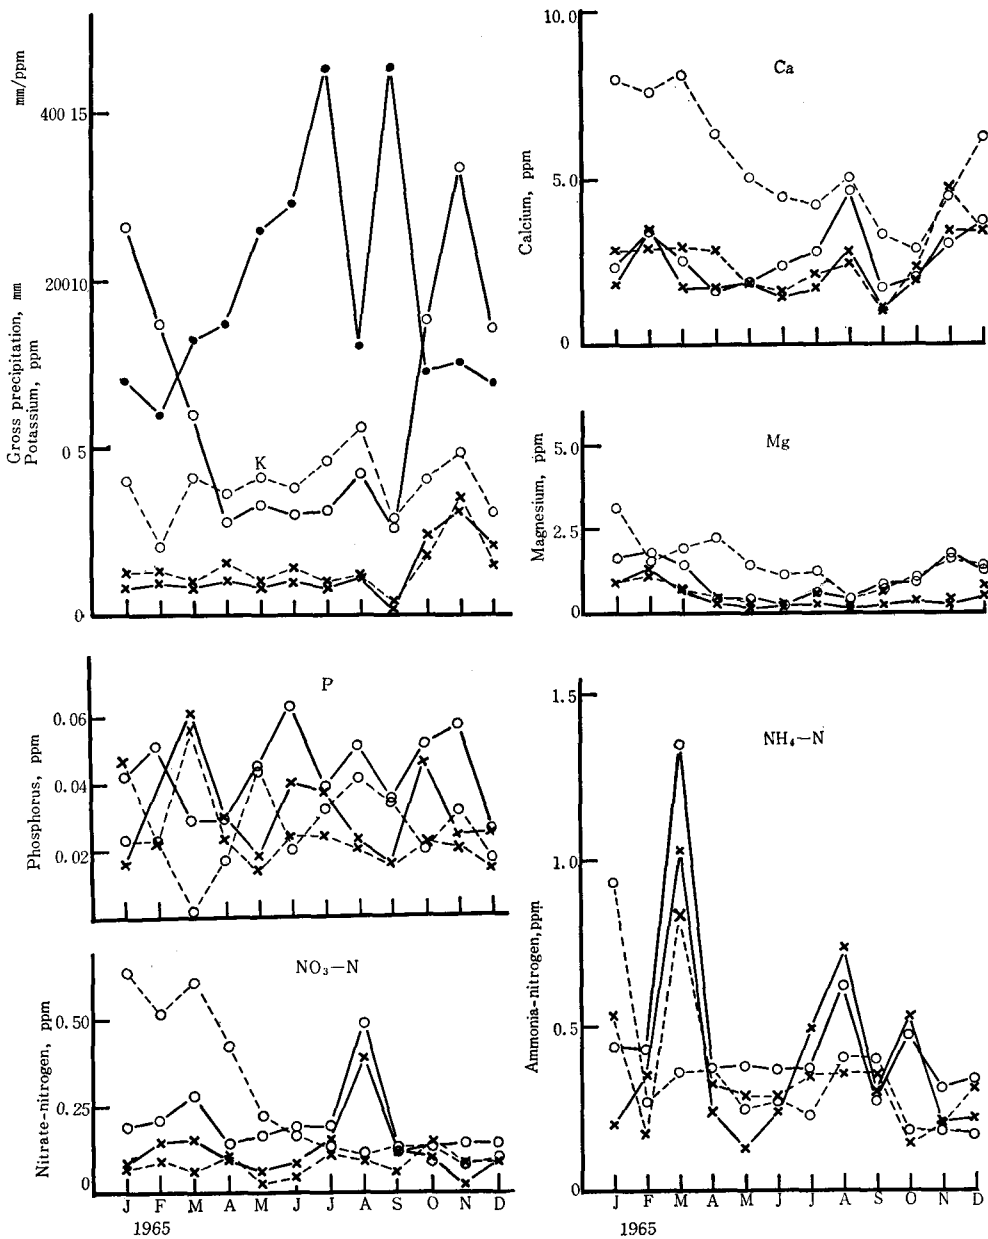 mm/ppm
400 15
200 10
0 5
0
Gross precipitation, mm
Potassium, ppm
K
10.0
5.0
0
Calcium, ppm
Ca
5.0
2.5
0
Magnesium, ppm
Mg
0.06
0.04
0.02
Phosphorus, ppm
P
0.50
0.25
0
Nitrate-nitrogen, ppm
NO₃-N
J F M A M J J A S O N D
1965
1.5
1.0
0.5
0
Ammonia-nitrogen, ppm
NH₄-N
J F M A M J J A S O N D
1965